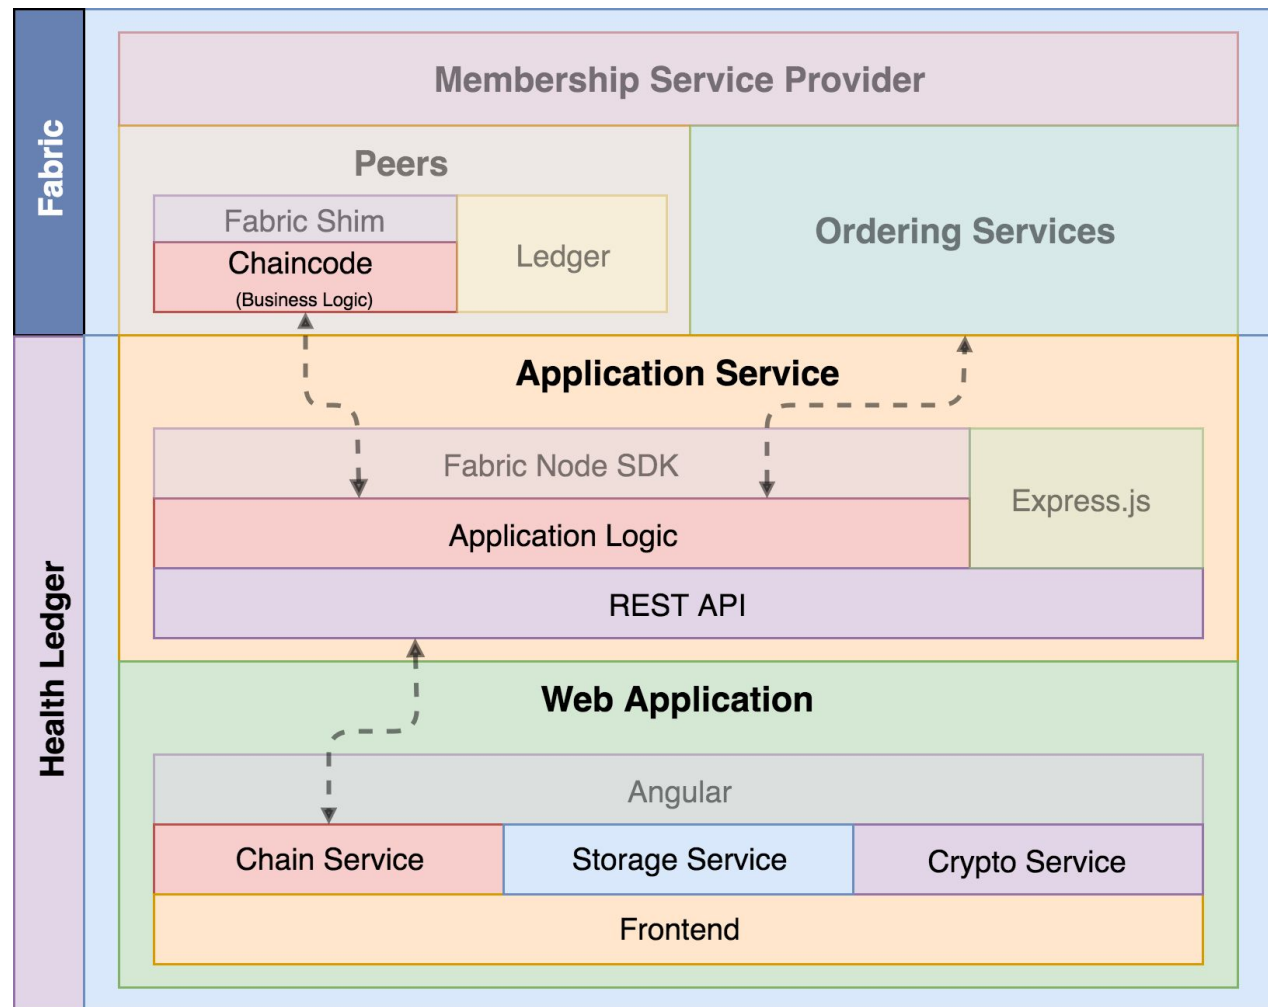 Fabric
Membership Service Provider
Peers
Fabric Shim
Chaincode
(Business Logic)
Ledger
Ordering Services
Health Ledger
Application Service
Fabric Node SDK
Express.js
Application Logic
REST API
Web Application
Angular
Chain Service
Storage Service
Crypto Service
Frontend